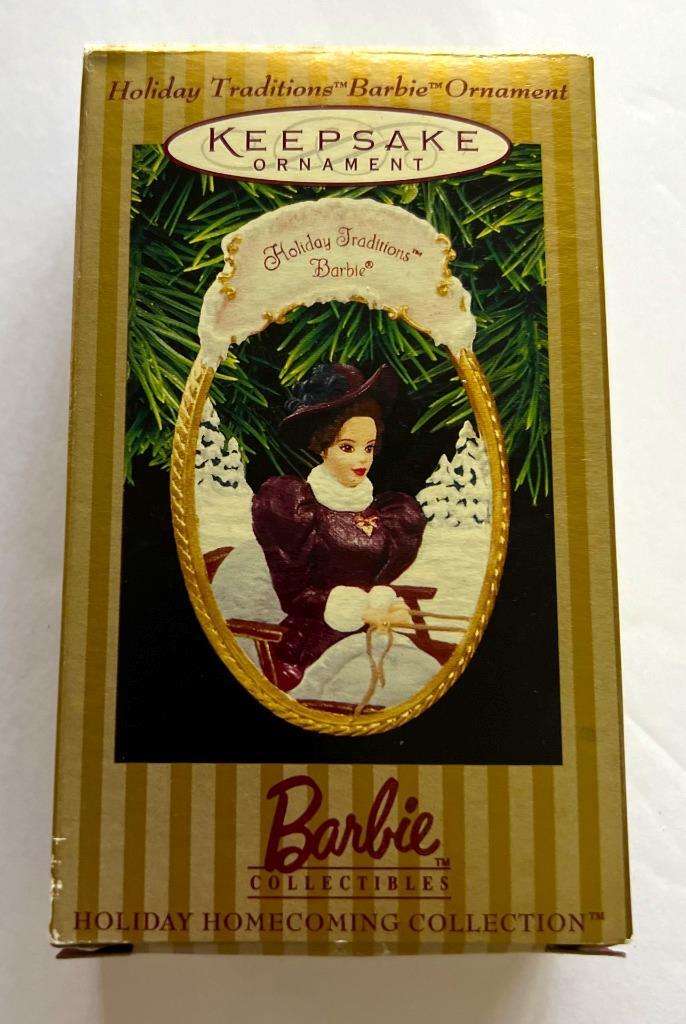 Holiday Traditions™ Barbie™ Ornament
KEEPSAKE
ORNAMENT
Holiday Traditions™
Barbie®
Barbie™
COLLECTIBLES
HOLIDAY HOMECOMING COLLECTION™